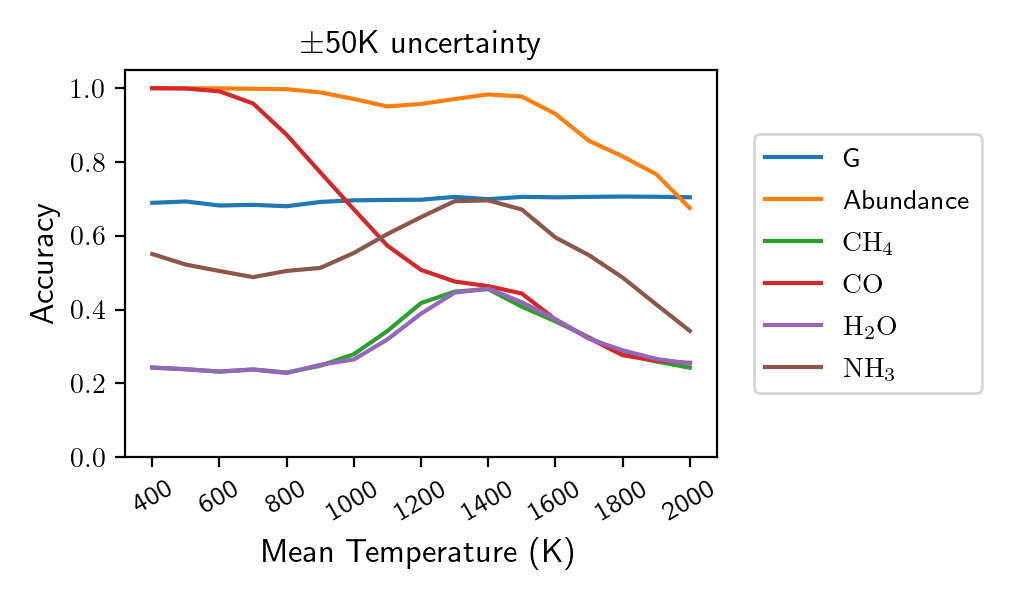 ±50K uncertainty
Accuracy
1.0
0.8
0.6
0.4
0.2
0.0
400 600 800 1000 1200 1400 1600 1800 2000
Mean Temperature (K)
G
Abundance
CH₄
CO
H₂O
NH₃